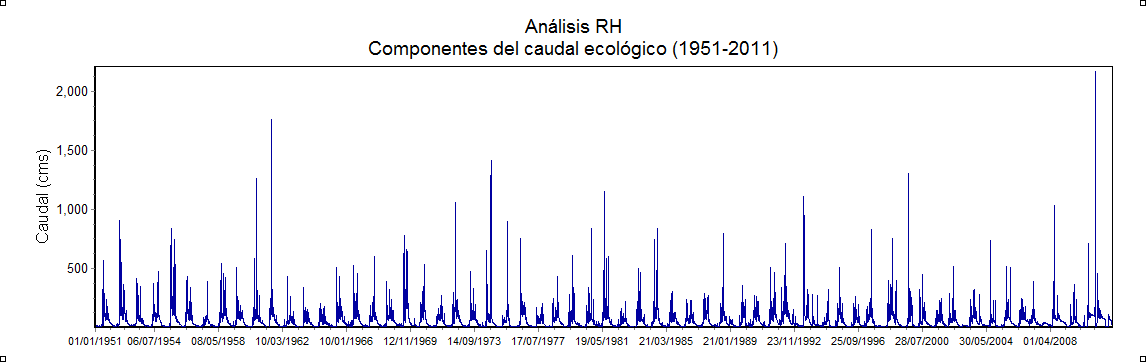 Análisis RH
Componentes del caudal ecológico (1951-2011)
2,000
1,500
1,000
500
Caudal (cms)
01/01/1951 06/07/1954 08/05/1958 10/03/1962 10/01/1966 12/11/1969 14/09/1973 17/07/1977 19/05/1981 21/03/1985 21/01/1989 23/11/1992 25/09/1996 28/07/2000 30/05/2004 01/04/2008